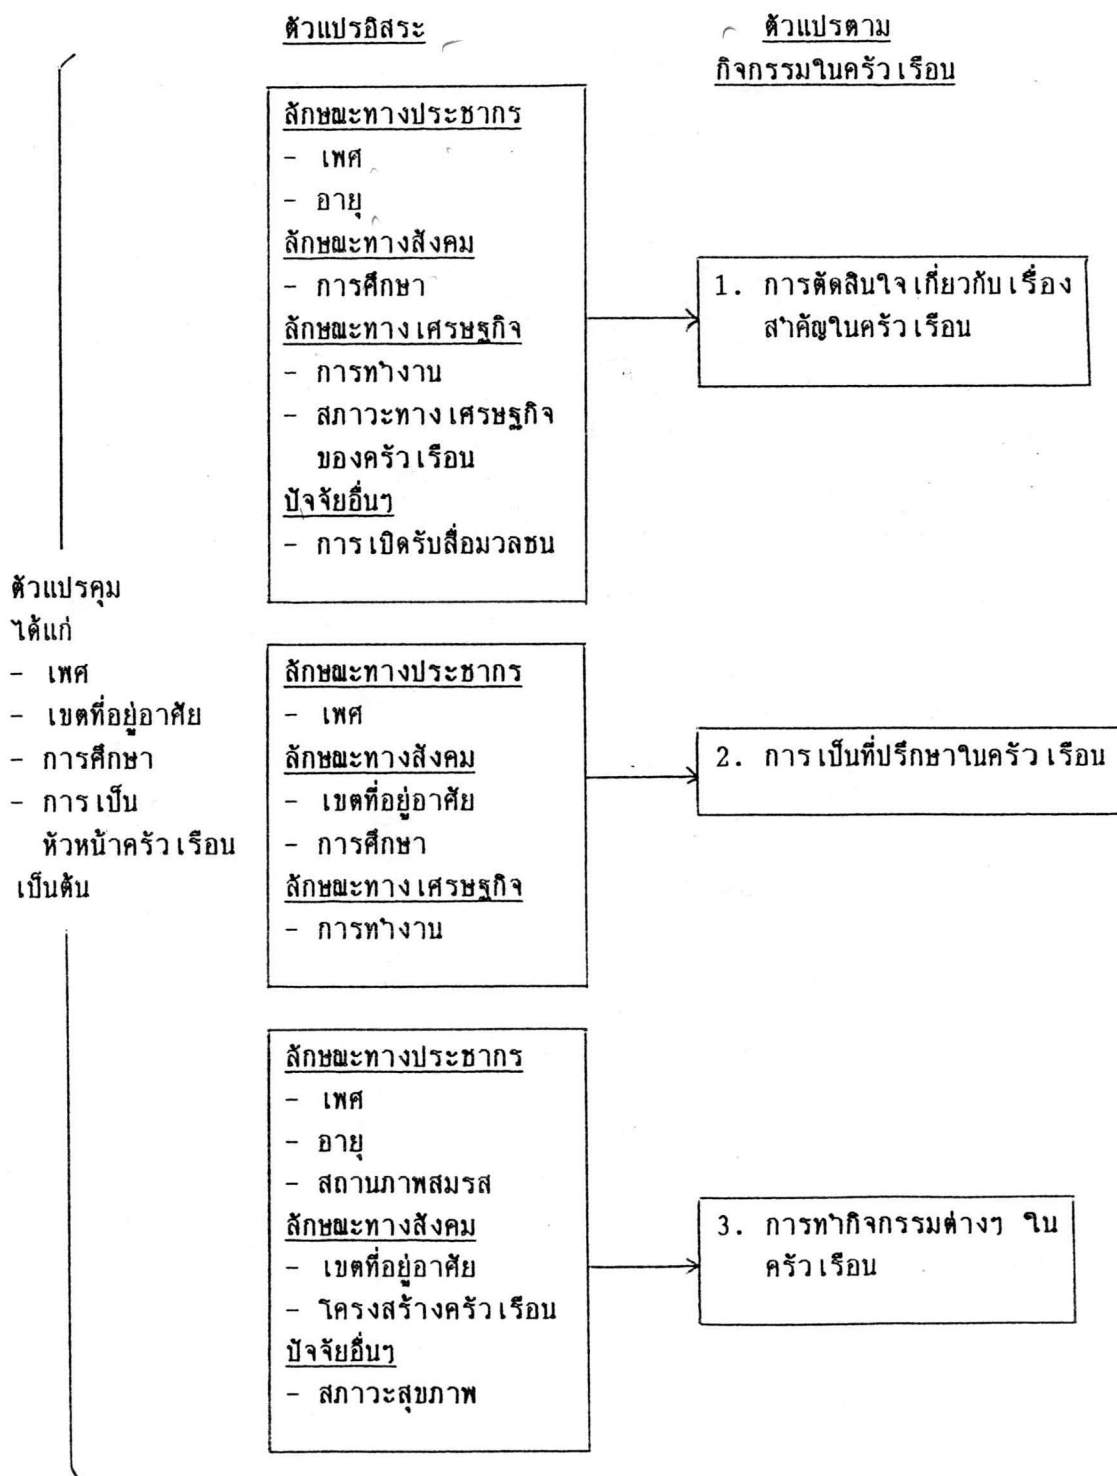 ตัวแปรอิสระ
ตัวแปรตาม
กิจกรรมในครัวเรือน
ลักษณะทางประชากร
- เพศ
- อายุ
ลักษณะทางสังคม
- การศึกษา
ลักษณะทางเศรษฐกิจ
- การทำงาน
- สภาวะทางเศรษฐกิจ
ของครัวเรือน
ปัจจัยอื่นๆ
- การเปิดรับสื่อมวลชน
1. การตัดสินใจเกี่ยวกับเรื่อง
สำคัญในครัวเรือน
ตัวแปรคุม
ได้แก่
- เพศ
- เขตที่อยู่อาศัย
- การศึกษา
- การเป็น
หัวหน้าครัวเรือน
เป็นต้น
ลักษณะทางประชากร
- เพศ
ลักษณะทางสังคม
- เขตที่อยู่อาศัย
- การศึกษา
ลักษณะทางเศรษฐกิจ
- การทำงาน
2. การเป็นที่ปรึกษาในครัวเรือน
ลักษณะทางประชากร
- เพศ
- อายุ
- สถานภาพสมรส
ลักษณะทางสังคม
- เขตที่อยู่อาศัย
- โครงสร้างครัวเรือน
ปัจจัยอื่นๆ
- สภาวะสุขภาพ
3. การทำกิจกรรมต่างๆ ใน
ครัวเรือน